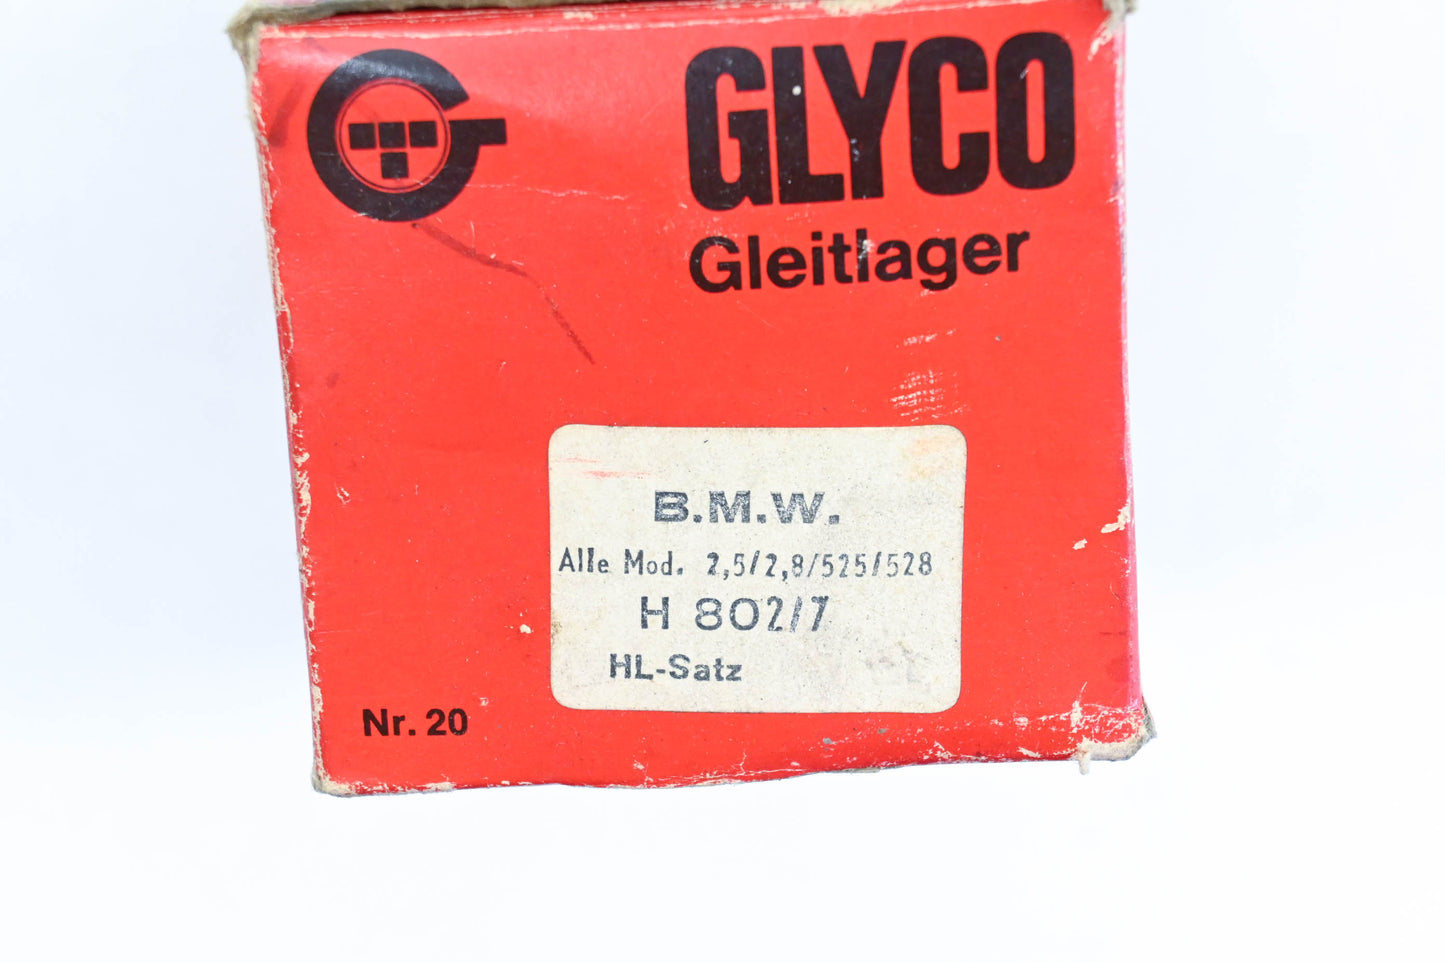 GLYCO
Gleitlager
B.M.W.
Alle Mod. 2,5/2,8/525/528
H 802/7
HL-Satz
Nr. 20